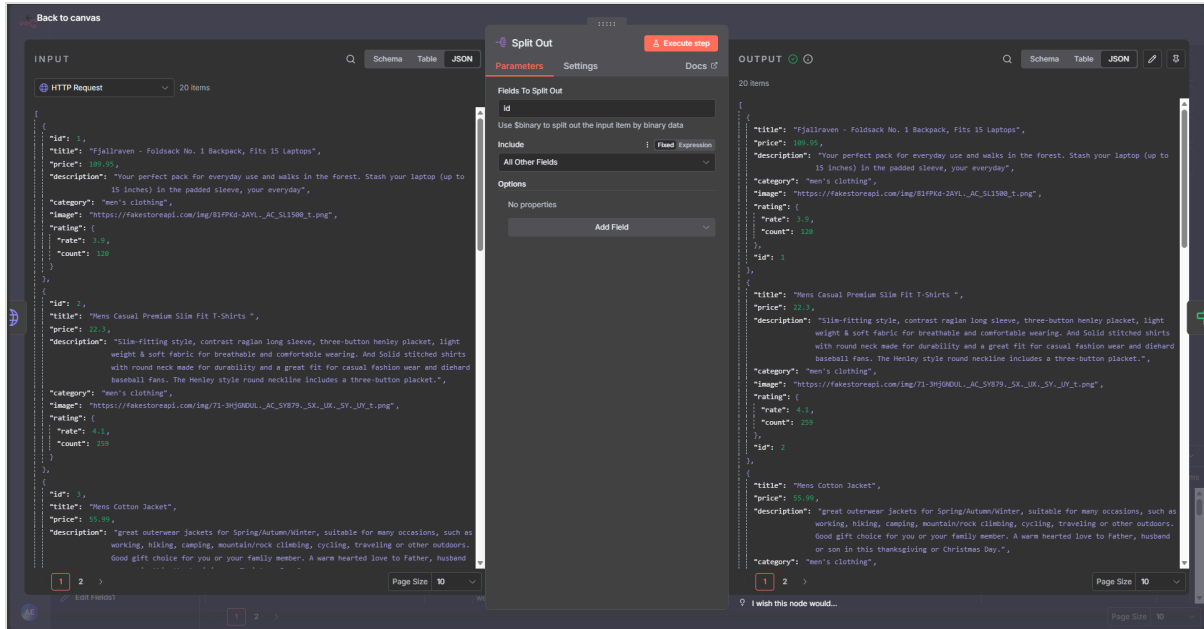 Back to canvas
INPUT
Schema Table JSON
HTTP Request
20 items
[
{
"id": 1,
"title": "Fjallraven - Foldsack No. 1 Backpack, Fits 15 Laptops",
"price": 109.95,
"description": "Your perfect pack for everyday use and walks in the forest. Stash your laptop (up to
15 inches) in the padded sleeve, your everyday",
"category": "men's clothing",
"image": "https://fakestoreapi.com/img/81fPKd-2AYL._AC_SL1500_t.png",
"rating": {
"rate": 3.9,
"count": 120
}
},
{
"id": 2,
"title": "Mens Casual Premium Slim Fit T-Shirts ",
"price": 22.3,
"description": "Slim-fitting style, contrast raglan long sleeve, three-button henley placket, light
weight & soft fabric for breathable and comfortable wearing. And Solid stitched shirts
with round neck made for durability and a great fit for casual fashion wear and diehard
baseball fans. The Henley style round neckline includes a three-button placket.",
"category": "men's clothing",
"image": "https://fakestoreapi.com/img/71-3HjGNDUL._AC_SY879._SX._UX._SY._UY_t.png",
"rating": {
"rate": 4.1,
"count": 259
}
},
{
"id": 3,
"title": "Mens Cotton Jacket",
"price": 55.99,
"description": "great outerwear jackets for Spring/Autumn/Winter, suitable for many occasions, such as
working, hiking, camping, mountain/rock climbing, cycling, traveling or other outdoors.
Good gift choice for you or your family member. A warm hearted love to Father, husband
1 2 >
Page Size 10
Split Out
Execute step
Parameters Settings Docs
Fields To Split Out
id
Use $binary to split out the input item by binary data
Include
Fixed Expression
All Other Fields
Options
No properties
Add Field
OUTPUT
Schema Table JSON
20 items
[
{
"title": "Fjallraven - Foldsack No. 1 Backpack, Fits 15 Laptops",
"price": 109.95,
"description": "Your perfect pack for everyday use and walks in the forest. Stash your laptop (up to
15 inches) in the padded sleeve, your everyday",
"category": "men's clothing",
"image": "https://fakestoreapi.com/img/81fPKd-2AYL._AC_SL1500_t.png",
"rating": {
"rate": 3.9,
"count": 120
},
"id": 1
},
{
"title": "Mens Casual Premium Slim Fit T-Shirts ",
"price": 22.3,
"description": "Slim-fitting style, contrast raglan long sleeve, three-button henley placket, light
weight & soft fabric for breathable and comfortable wearing. And Solid stitched shirts
with round neck made for durability and a great fit for casual fashion wear and diehard
baseball fans. The Henley style round neckline includes a three-button placket.",
"category": "men's clothing",
"image": "https://fakestoreapi.com/img/71-3HjGNDUL._AC_SY879._SX._UX._SY._UY_t.png",
"rating": {
"rate": 4.1,
"count": 259
},
"id": 2
},
{
"title": "Mens Cotton Jacket",
"price": 55.99,
"description": "great outerwear jackets for Spring/Autumn/Winter, suitable for many occasions, such as
working, hiking, camping, mountain/rock climbing, cycling, traveling or other outdoors.
Good gift choice for you or your family member. A warm hearted love to Father, husband
or son in this thanksgiving or Christmas Day.",
"category": "men's clothing",
1 2 >
Page Size 10
I wish this node would...
AE
Edit Fields1
1 2 >
Page Size 10